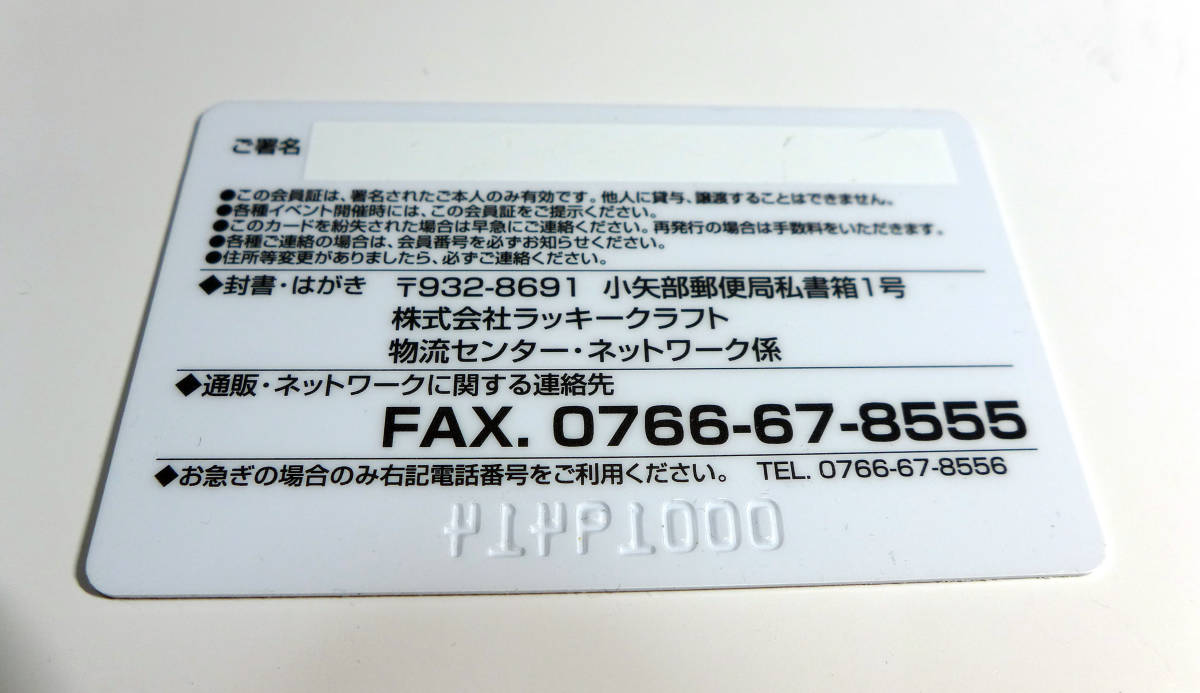 ご署名
●この会員証は、署名されたご本人のみ有効です。他人に貸与、譲渡することはできません。
●各種イベント開催時には、この会員証をご提示ください。
●このカードを紛失された場合は早急にご連絡ください。再発行の場合は手数料をいただきます。
●各種ご連絡の場合は、会員番号を必ずお知らせください。
●住所等変更がありましたら、必ずご連絡ください。
◆封書・はがき 〒932-8691 小矢部郵便局私書箱1号
株式会社ラッキークラフト
物流センター・ネットワーク係
◆通販・ネットワークに関する連絡先
FAX. 0766-67-8555
◆お急ぎの場合のみ右記電話番号をご利用ください。 TEL. 0766-67-8556
00019414